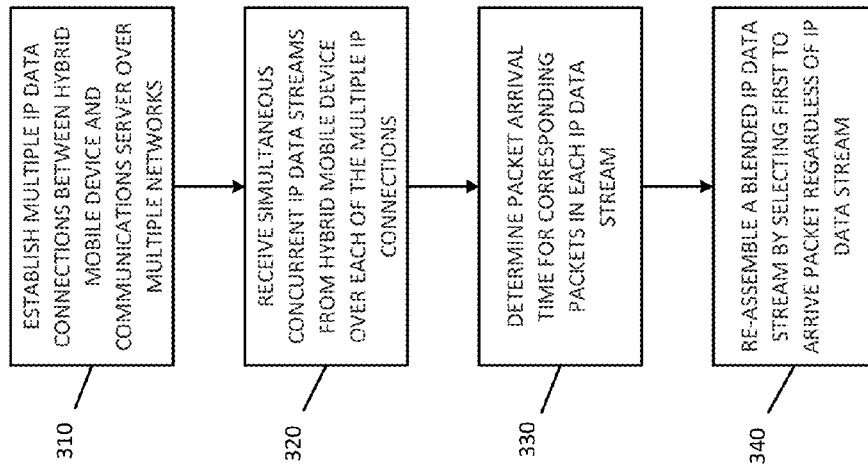 310
ESTABLISH MULTIPLE IP DATA
CONNECTIONS BETWEEN HYBRID
MOBILE DEVICE AND
COMMUNICATIONS SERVER OVER
MULTIPLE NETWORKS
320
RECEIVE SIMULTANEOUS
CONCURRENT IP DATA STREAMS
FROM HYBRID MOBILE DEVICE
OVER EACH OF THE MULTIPLE IP
CONNECTIONS
330
DETERMINE PACKET ARRIVAL
TIME FOR CORRESPONDING
PACKETS IN EACH IP DATA
STREAM
340
RE-ASSEMBLE A BLENDED IP DATA
STREAM BY SELECTING FIRST TO
ARRIVE PACKET REGARDLESS OF IP
DATA STREAM